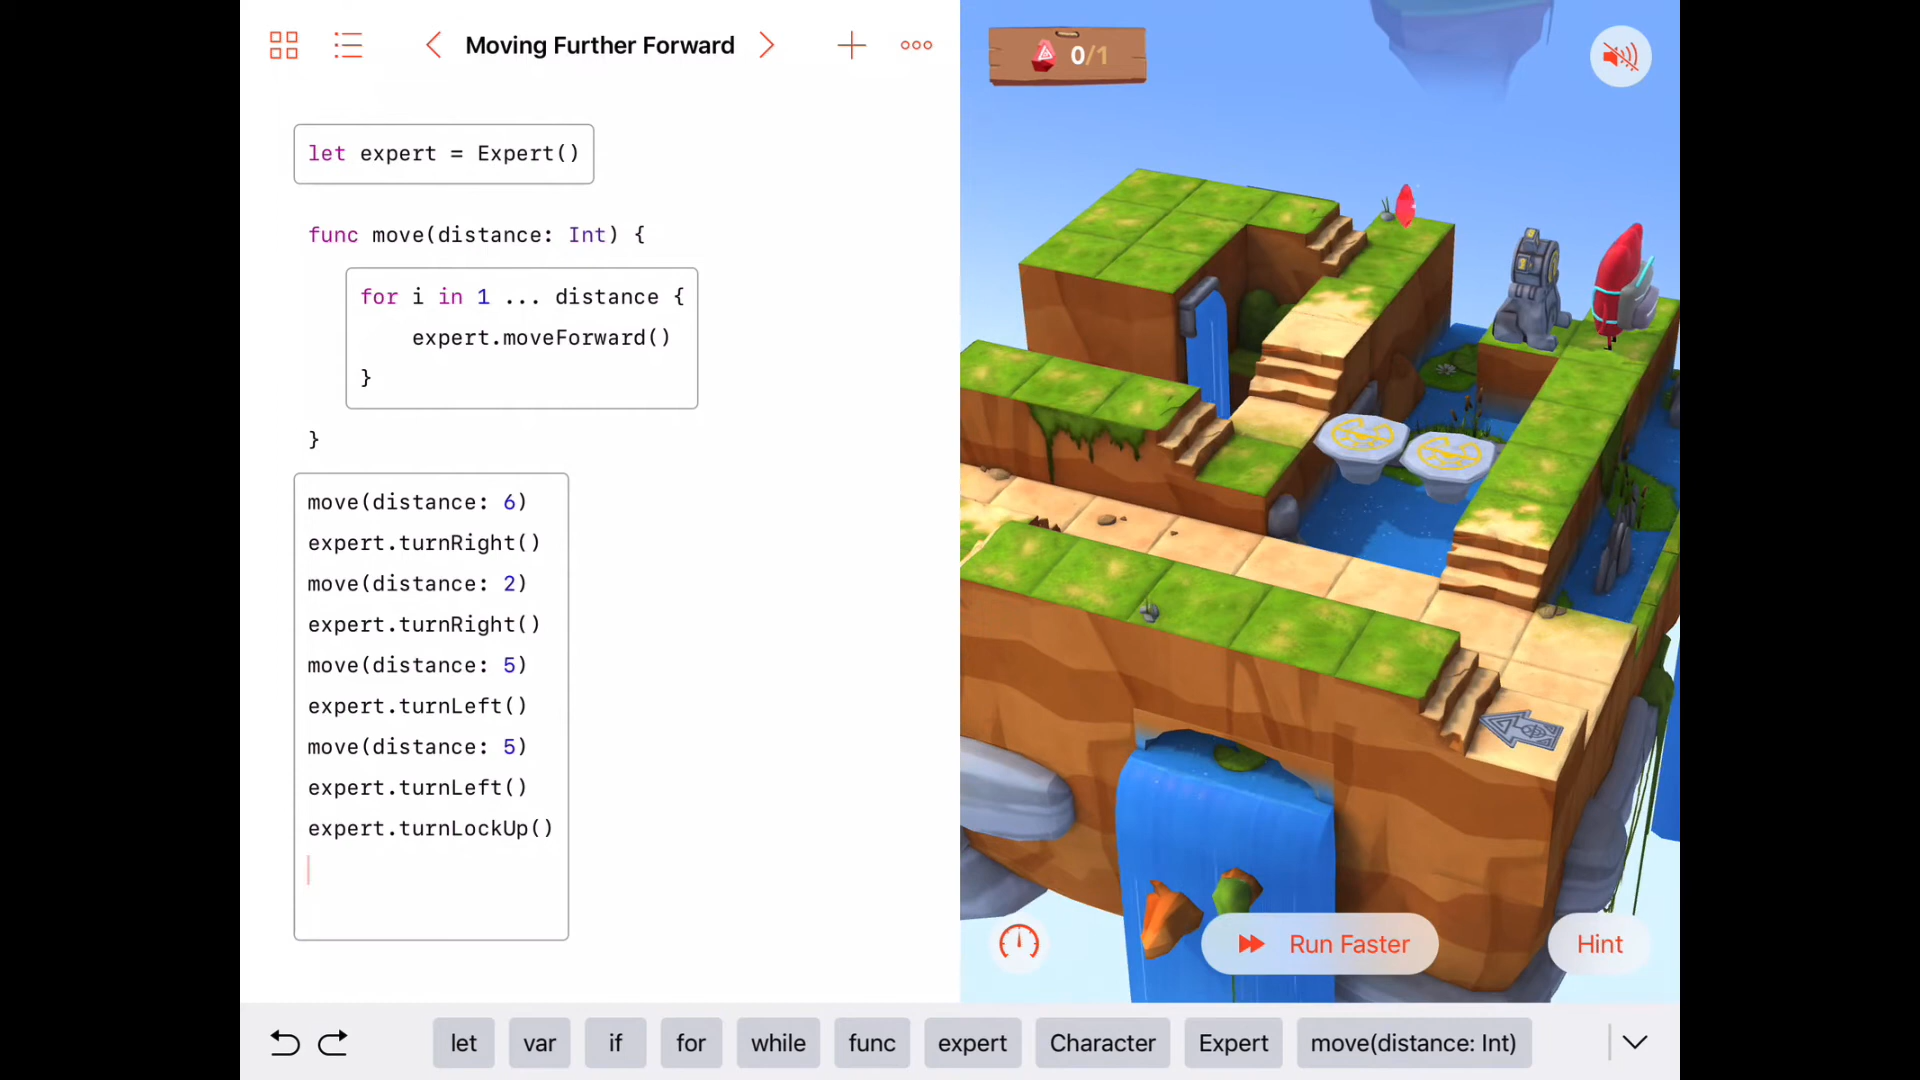 Moving Further Forward
let expert = Expert()
func move(distance: Int) {
for i in 1 ... distance {
expert.moveForward()
}
}
move(distance: 6)
expert.turnRight()
move(distance: 2)
expert.turnRight()
move(distance: 5)
expert.turnLeft()
move(distance: 5)
expert.turnLeft()
expert.turnLockUp()
0/1
Run Faster
Hint
let var if for while func expert Character Expert move(distance: Int)